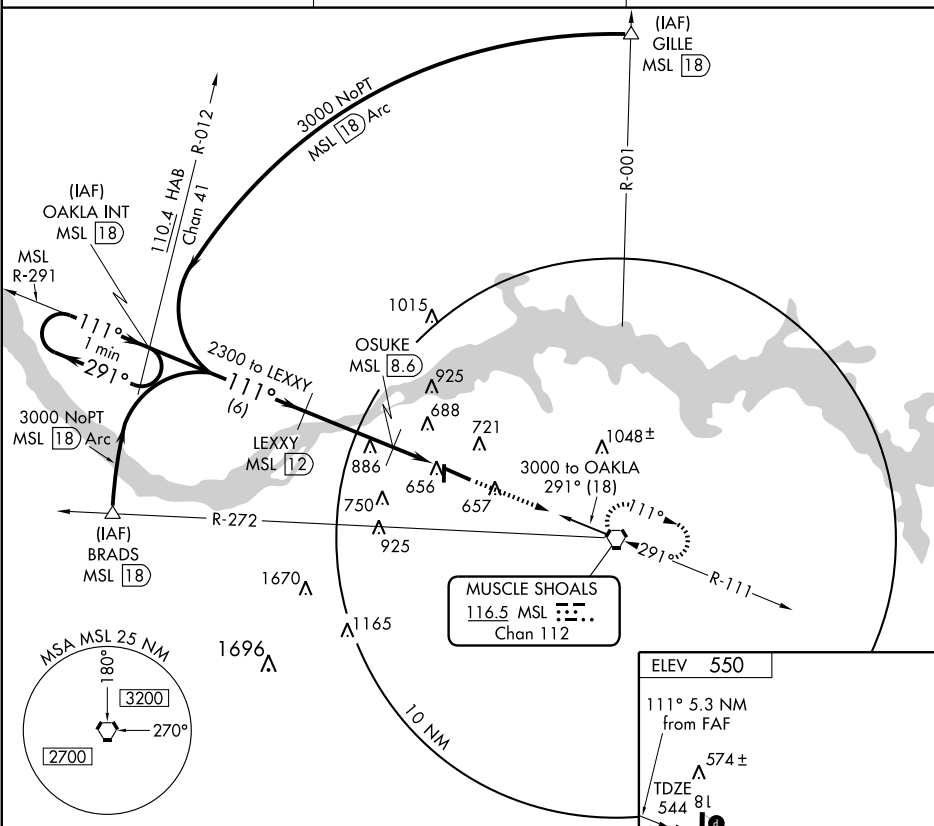 (IAF)
GILLE
MSL 18
3000 NoPT
MSL 18 Arc
R-012
110.4 HAB
Chan 41
R-001
(IAF)
OAKLA INT
MSL 18
MSL
R-291
111°
1 min
291°
1015
OSUKE
MSL 8.6
2300 to LEXXY
111°
(6)
925
688
721
1048±
3000 NoPT
MSL 18 Arc
LEXXY
MSL 12
886
656
657
3000 to OAKLA
291° (18)
750
111°
291°
R-272
925
(IAF)
BRADS
MSL 18
R-111
1670
MUSCLE SHOALS
116.5 MSL
Chan 112
1165
1696
MSA MSL 25 NM
180°
3200
270°
2700
10 NM
ELEV 550
111° 5.3 NM
from FAF
574±
TDZE
544
18
P